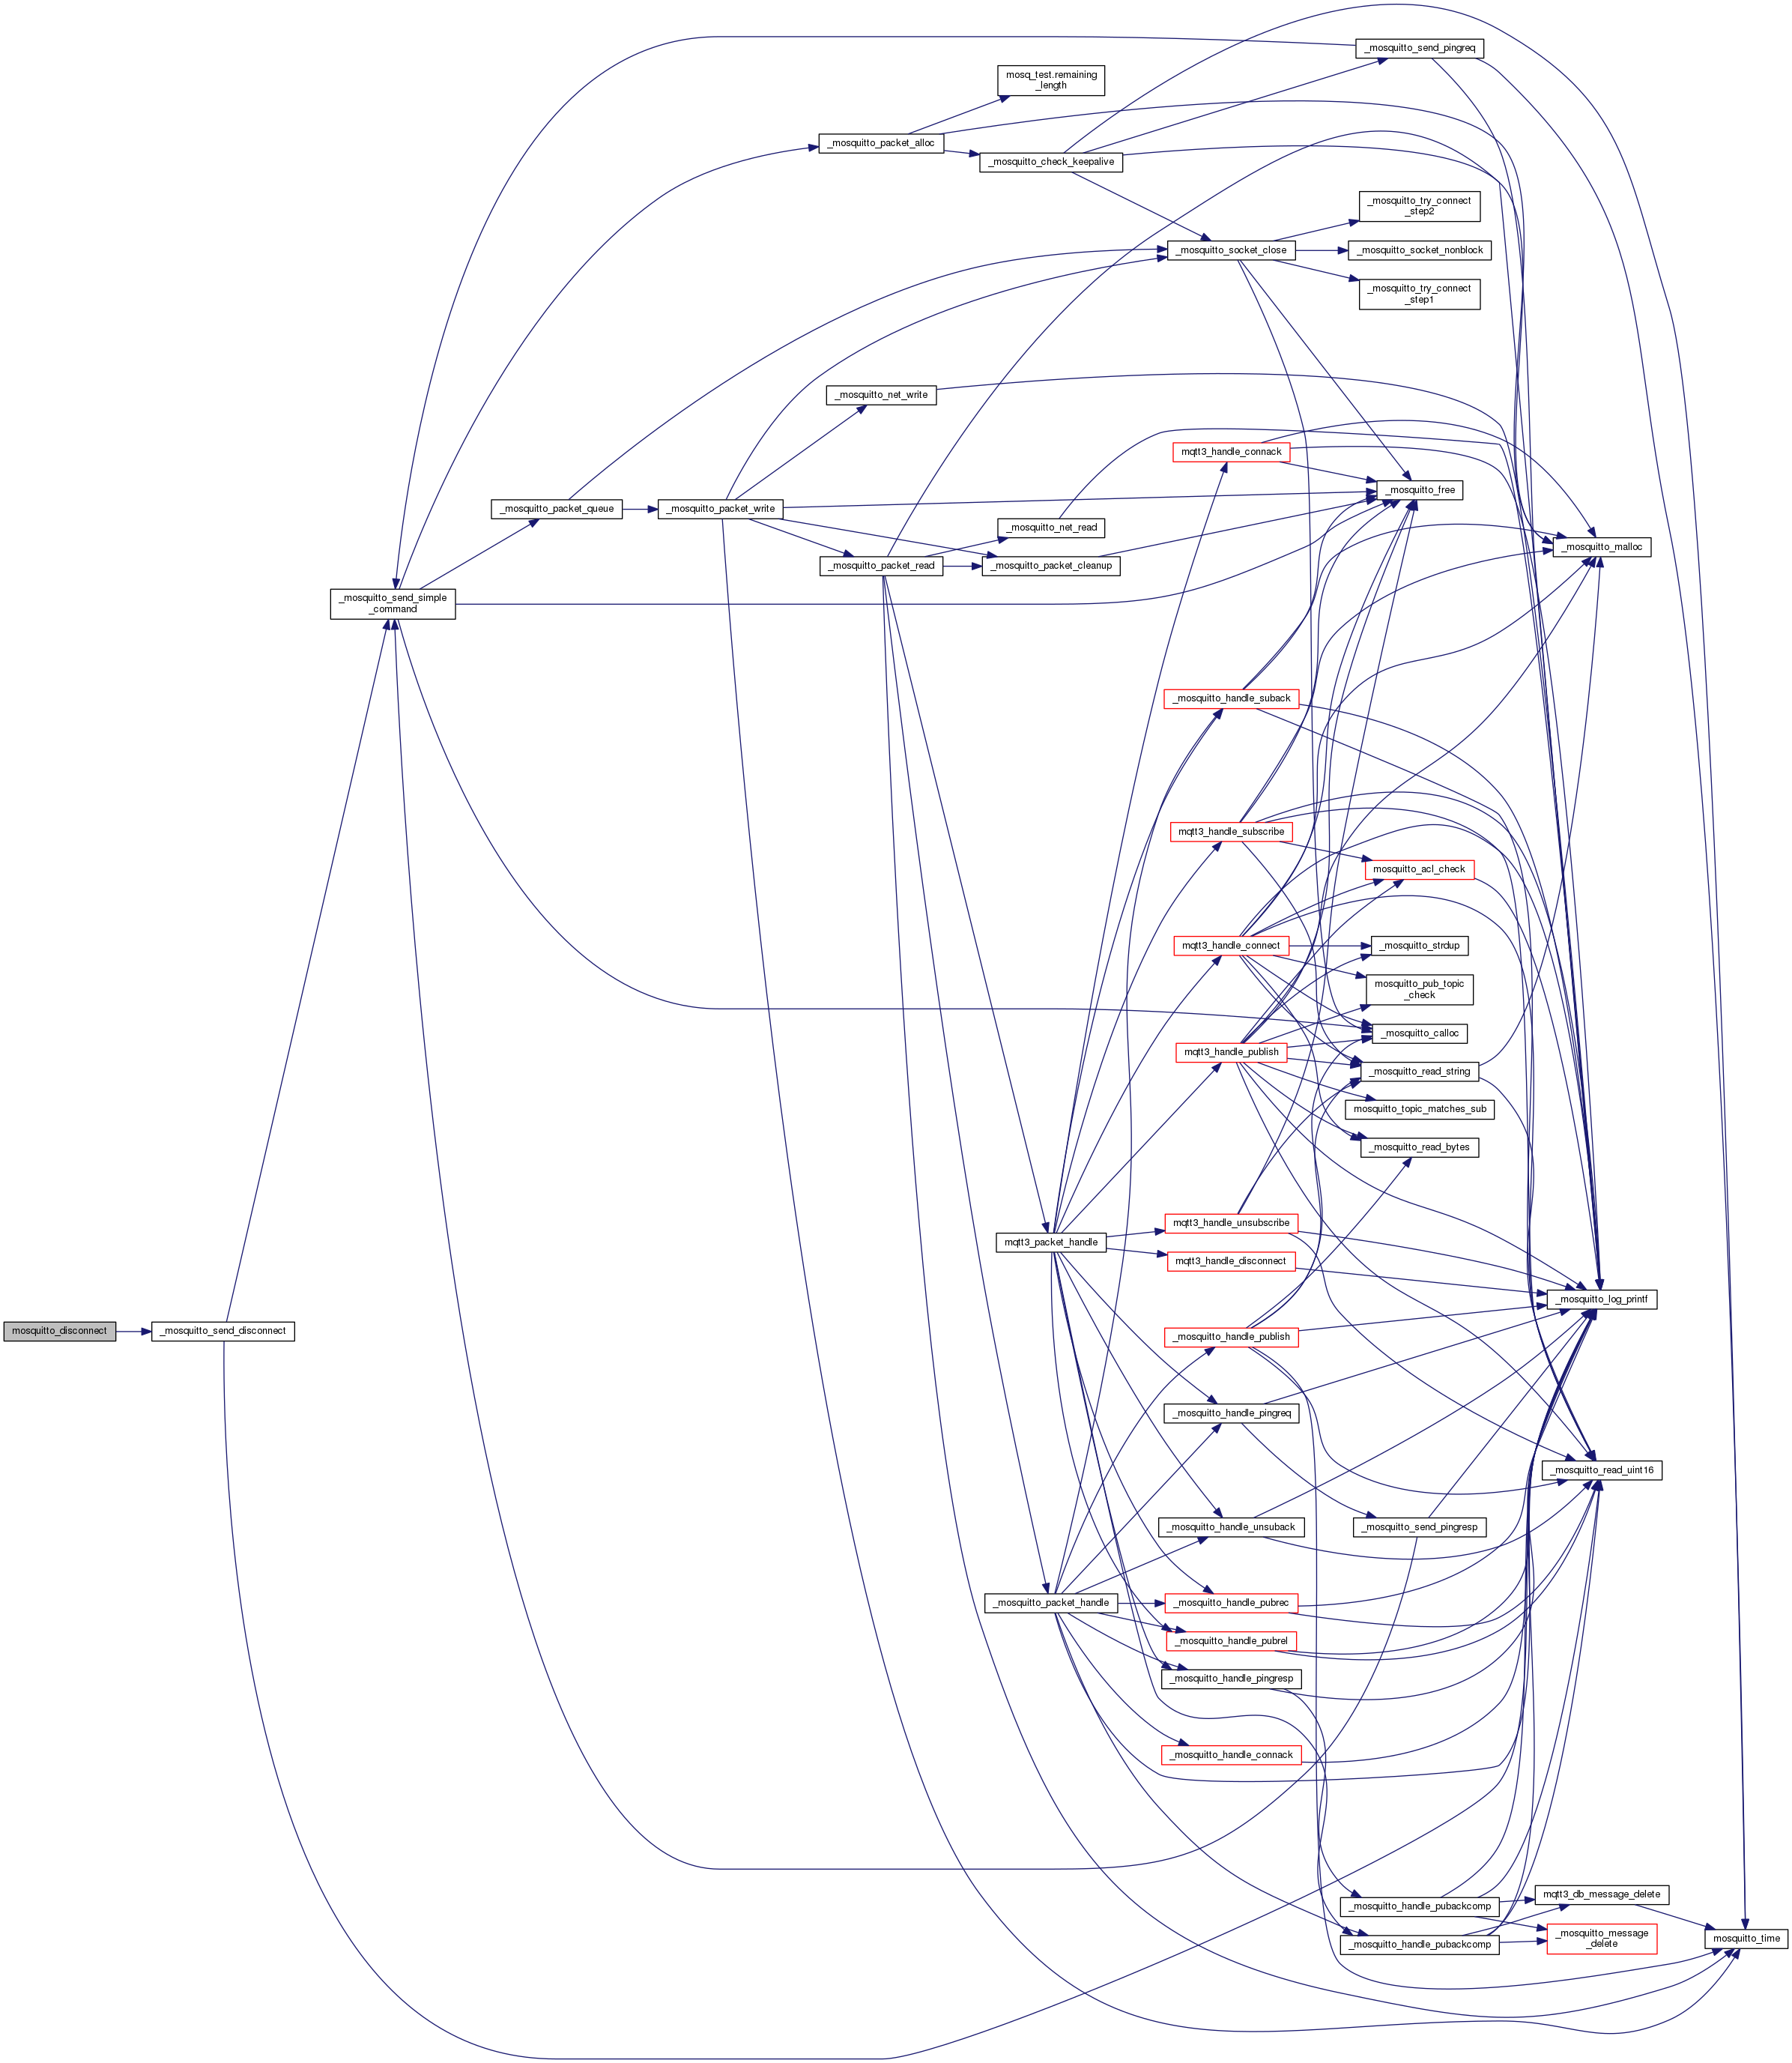 _mosquitto_send_pingreq
mosq_test.remaining
_length
_mosquitto_packet_alloc
_mosquitto_check_keepalive
_mosquitto_try_connect
_step2
_mosquitto_socket_close
_mosquitto_socket_nonblock
_mosquitto_try_connect
_step1
_mosquitto_net_write
mqtt3_handle_connack
_mosquitto_free
_mosquitto_packet_queue
_mosquitto_packet_write
_mosquitto_net_read
_mosquitto_malloc
_mosquitto_packet_read
_mosquitto_packet_cleanup
_mosquitto_send_simple
_command
_mosquitto_handle_suback
mqtt3_handle_subscribe
mosquitto_acl_check
mqtt3_handle_connect
_mosquitto_strdup
mosquitto_pub_topic
_check
_mosquitto_calloc
mqtt3_handle_publish
_mosquitto_read_string
mosquitto_topic_matches_sub
_mosquitto_read_bytes
mqtt3_handle_unsubscribe
mqtt3_packet_handle
mqtt3_handle_disconnect
_mosquitto_log_printf
mosquitto_disconnect
_mosquitto_send_disconnect
_mosquitto_handle_publish
_mosquitto_handle_pingreq
_mosquitto_read_uint16
_mosquitto_handle_unsuback
_mosquitto_send_pingresp
_mosquitto_packet_handle
_mosquitto_handle_pubrec
_mosquitto_handle_pubrel
_mosquitto_handle_pingresp
_mosquitto_handle_connack
mqtt3_db_message_delete
_mosquitto_handle_pubackcomp
_mosquitto_message
_delete
mosquitto_time
_mosquitto_handle_pubackcomp